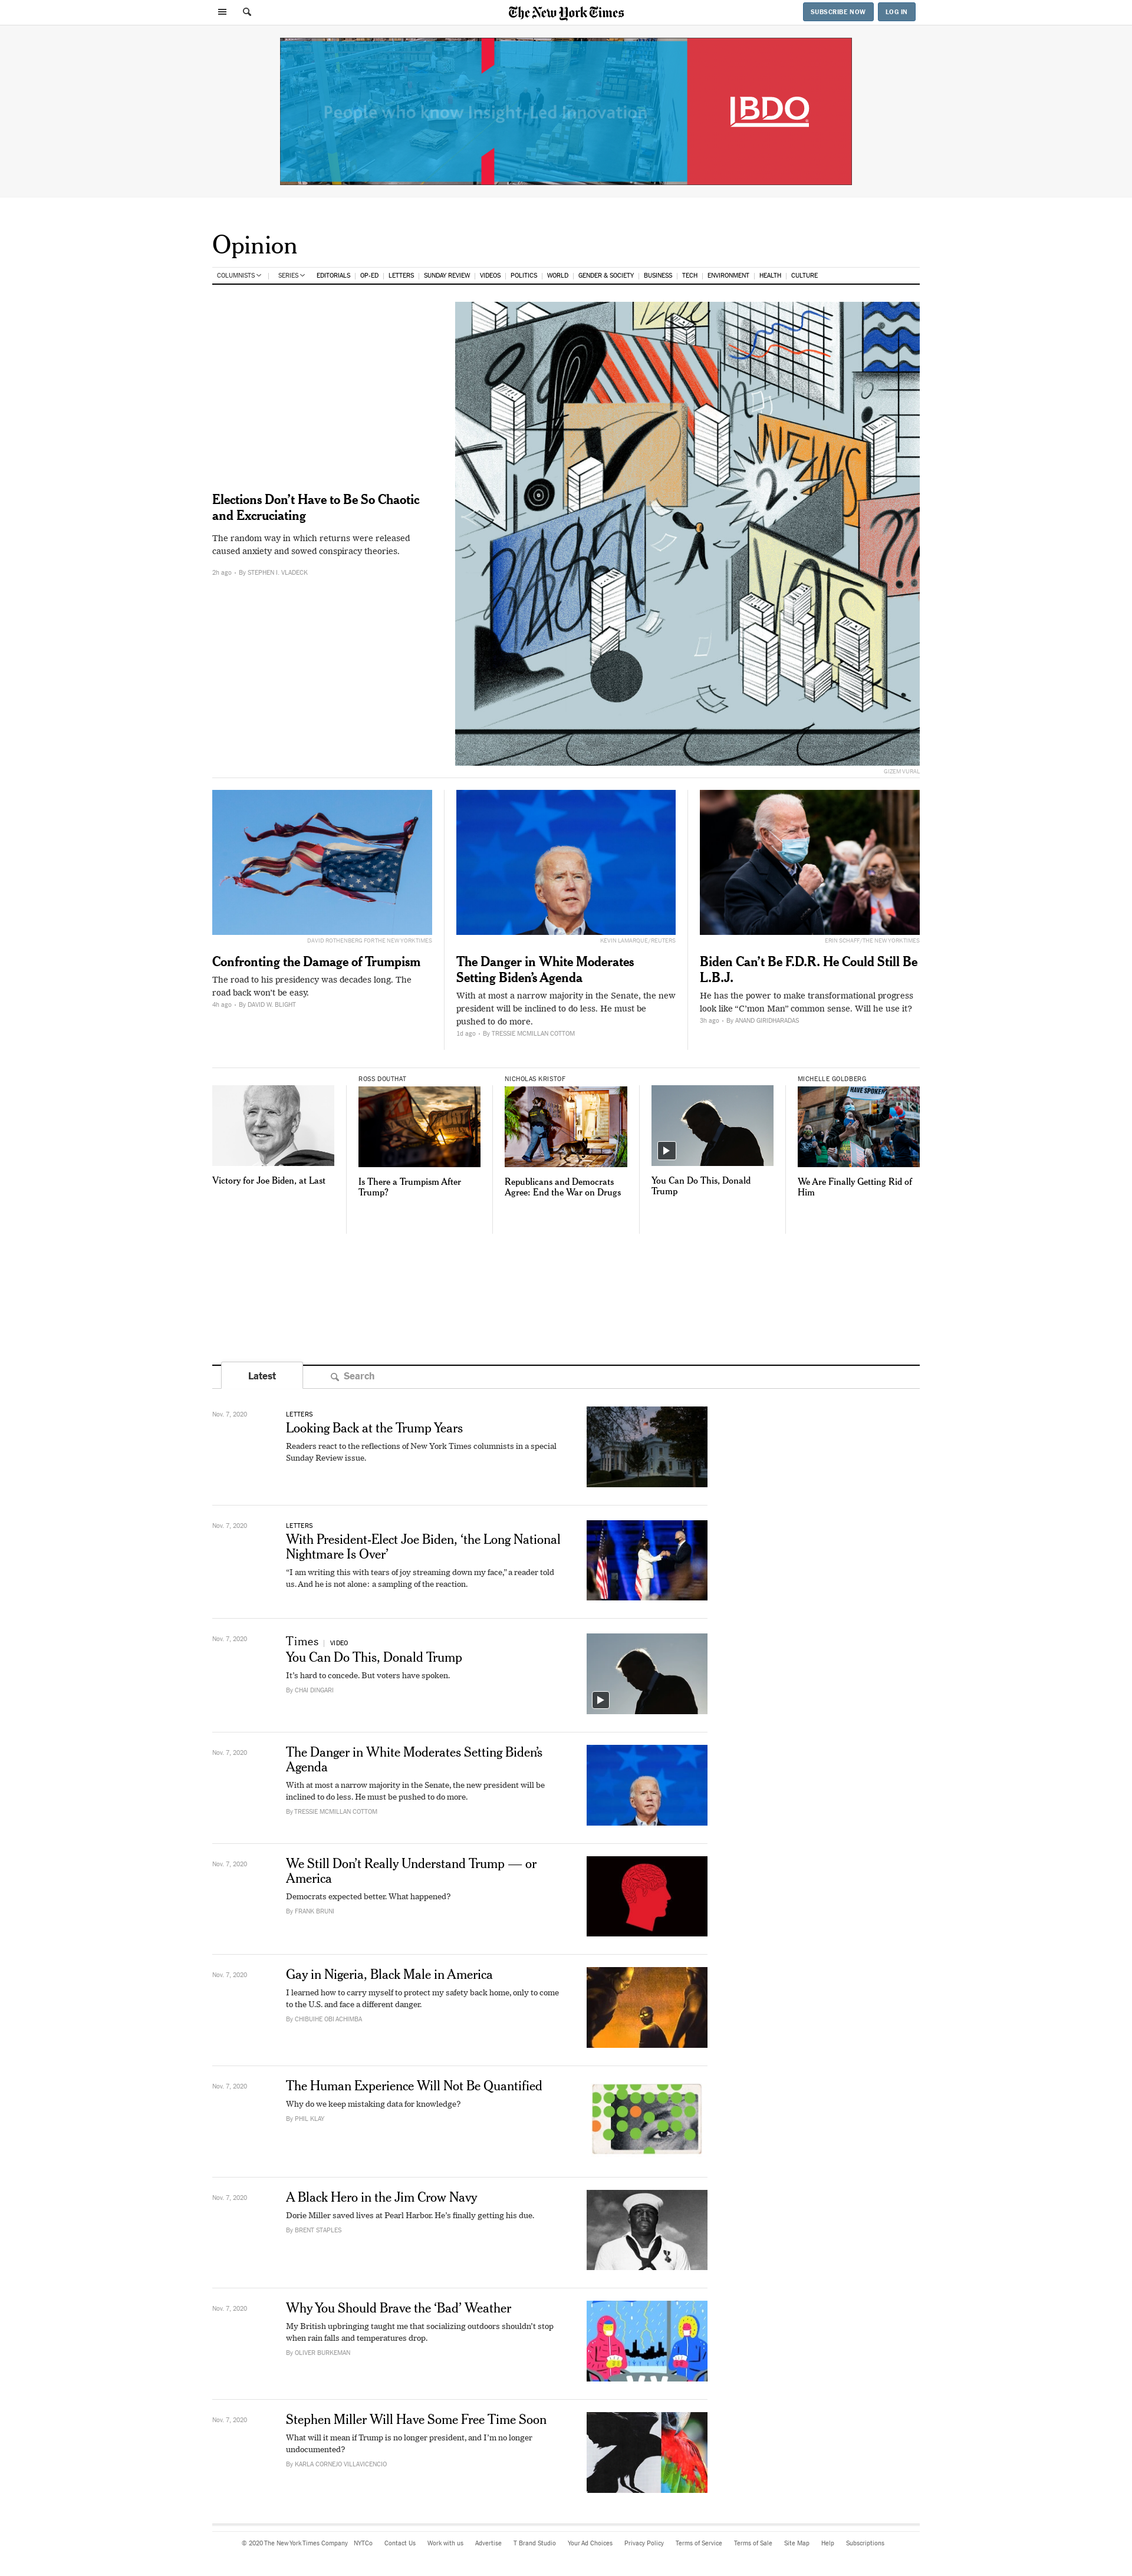 The New York Times
SUBSCRIBE NOW
LOG IN
People who know Insight-Led Innovation
BDO
Opinion
COLUMNISTS
SERIES
EDITORIALS | OP-ED | LETTERS | SUNDAY REVIEW | VIDEOS | POLITICS | WORLD | GENDER & SOCIETY | BUSINESS | TECH | ENVIRONMENT | HEALTH | CULTURE
NEWS
???
Elections Don’t Have to Be So Chaotic
and Excruciating
The random way in which returns were released
caused anxiety and sowed conspiracy theories.
2h ago • By STEPHEN I. VLADECK
GIZEM VURAL
DAVID ROTHENBERG FOR THE NEW YORK TIMES
Confronting the Damage of Trumpism
The road to his presidency was decades long. The
road back won’t be easy.
4h ago • By DAVID W. BLIGHT
KEVIN LAMARQUE/REUTERS
The Danger in White Moderates
Setting Biden’s Agenda
With at most a narrow majority in the Senate, the new
president will be inclined to do less. He must be
pushed to do more.
1d ago • By TRESSIE MCMILLAN COTTOM
ERIN SCHAFF/THE NEW YORK TIMES
Biden Can’t Be F.D.R. He Could Still Be
L.B.J.
He has the power to make transformational progress
look like “C’mon Man” common sense. Will he use it?
3h ago • By ANAND GIRIDHARADAS
Victory for Joe Biden, at Last
ROSS DOUTHAT
Is There a Trumpism After
Trump?
NICHOLAS KRISTOF
Republicans and Democrats
Agree: End the War on Drugs
You Can Do This, Donald
Trump
MICHELLE GOLDBERG
HAVE SPOKEN
We Are Finally Getting Rid of
Him
Latest
Search
Nov. 7, 2020
LETTERS
Looking Back at the Trump Years
Readers react to the reflections of New York Times columnists in a special
Sunday Review issue.
Nov. 7, 2020
LETTERS
With President-Elect Joe Biden, ‘the Long National
Nightmare Is Over’
“I am writing this with tears of joy streaming down my face,” a reader told
us. And he is not alone: a sampling of the reaction.
Nov. 7, 2020
Times | VIDEO
You Can Do This, Donald Trump
It’s hard to concede. But voters have spoken.
By CHAI DINGARI
Nov. 7, 2020
The Danger in White Moderates Setting Biden’s
Agenda
With at most a narrow majority in the Senate, the new president will be
inclined to do less. He must be pushed to do more.
By TRESSIE MCMILLAN COTTOM
Nov. 7, 2020
We Still Don’t Really Understand Trump — or
America
Democrats expected better. What happened?
By FRANK BRUNI
Nov. 7, 2020
Gay in Nigeria, Black Male in America
I learned how to carry myself to protect my safety back home, only to come
to the U.S. and face a different danger.
By CHIBUIHE OBI ACHIMBA
Nov. 7, 2020
The Human Experience Will Not Be Quantified
Why do we keep mistaking data for knowledge?
By PHIL KLAY
Nov. 7, 2020
A Black Hero in the Jim Crow Navy
Dorie Miller saved lives at Pearl Harbor. He’s finally getting his due.
By BRENT STAPLES
Nov. 7, 2020
Why You Should Brave the ‘Bad’ Weather
My British upbringing taught me that socializing outdoors shouldn’t stop
when rain falls and temperatures drop.
By OLIVER BURKEMAN
Nov. 7, 2020
Stephen Miller Will Have Some Free Time Soon
What will it mean if Trump is no longer president, and I’m no longer
undocumented?
By KARLA CORNEJO VILLAVICENCIO
© 2020 The New York Times Company NYTCo Contact Us Work with us Advertise T Brand Studio Your Ad Choices Privacy Policy Terms of Service Terms of Sale Site Map Help Subscriptions